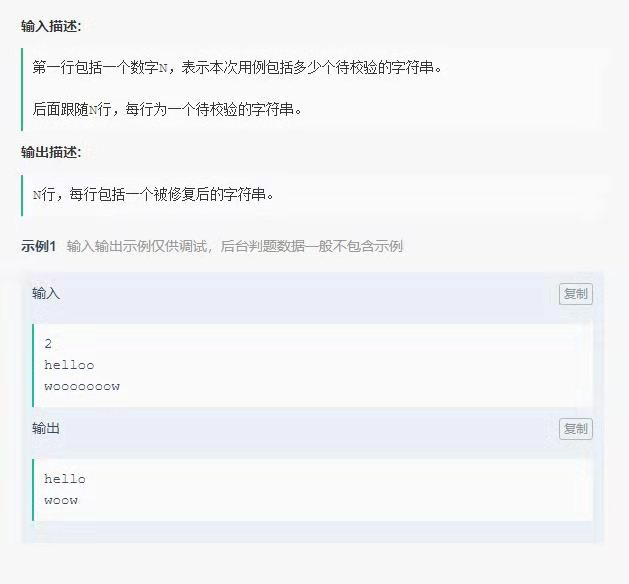 输入描述:
第一行包括一个数字N，表示本次用例包括多少个待校验的字符串。
后面跟随N行，每行为一个待校验的字符串。
输出描述:
N行，每行包括一个被修复后的字符串。
示例1 输入输出示例仅供调试，后台判题数据一般不包含示例
输入 复制
2
helloo
wooooooow
输出 复制
hello
woow